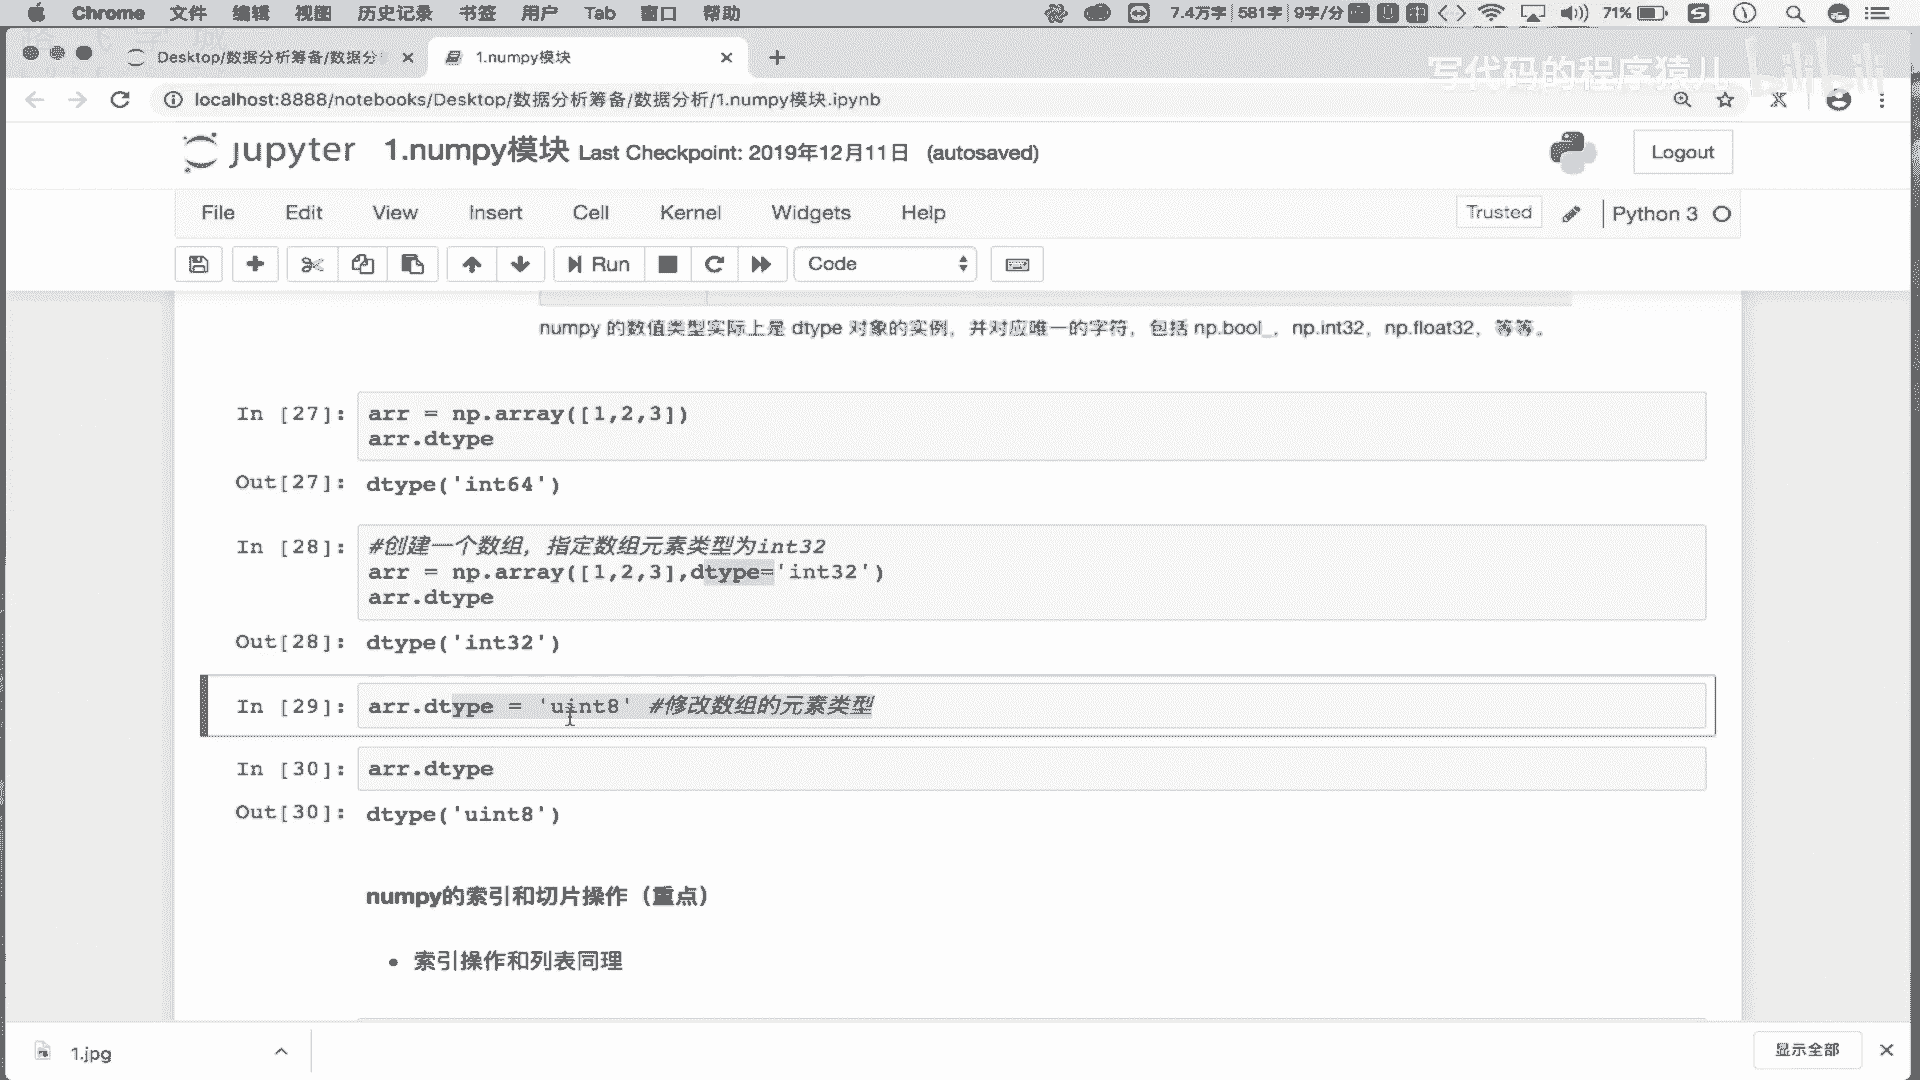 Chrome 文件 编辑 视图 历史记录 书签 用户 Tab 窗口 帮助 7.4万字 581字 9字/分 71%
Desktop/数据分析筹备/数据分 1.numpy模块
写代码的程序猿儿 bilibili
localhost:8888/notebooks/Desktop/数据分析筹备/数据分析/1.numpy模块.ipynb
jupyter 1.numpy模块 Last Checkpoint: 2019年12月11日 (autosaved)
Logout
File Edit View Insert Cell Kernel Widgets Help Trusted Python 3
Run Code
numpy 的数值类型实际上是 dtype 对象的实例，并对应唯一的字符，包括 np.bool_，np.int32，np.float32，等等。
In [27]: arr = np.array([1,2,3])
arr.dtype
Out[27]: dtype('int64')
In [28]: #创建一个数组，指定数组元素类型为int32
arr = np.array([1,2,3],dtype='int32')
arr.dtype
Out[28]: dtype('int32')
In [29]: arr.dtype = 'uint8' #修改数组的元素类型
In [30]: arr.dtype
Out[30]: dtype('uint8')
numpy的索引和切片操作（重点）
• 索引操作和列表同理
1.jpg
显示全部